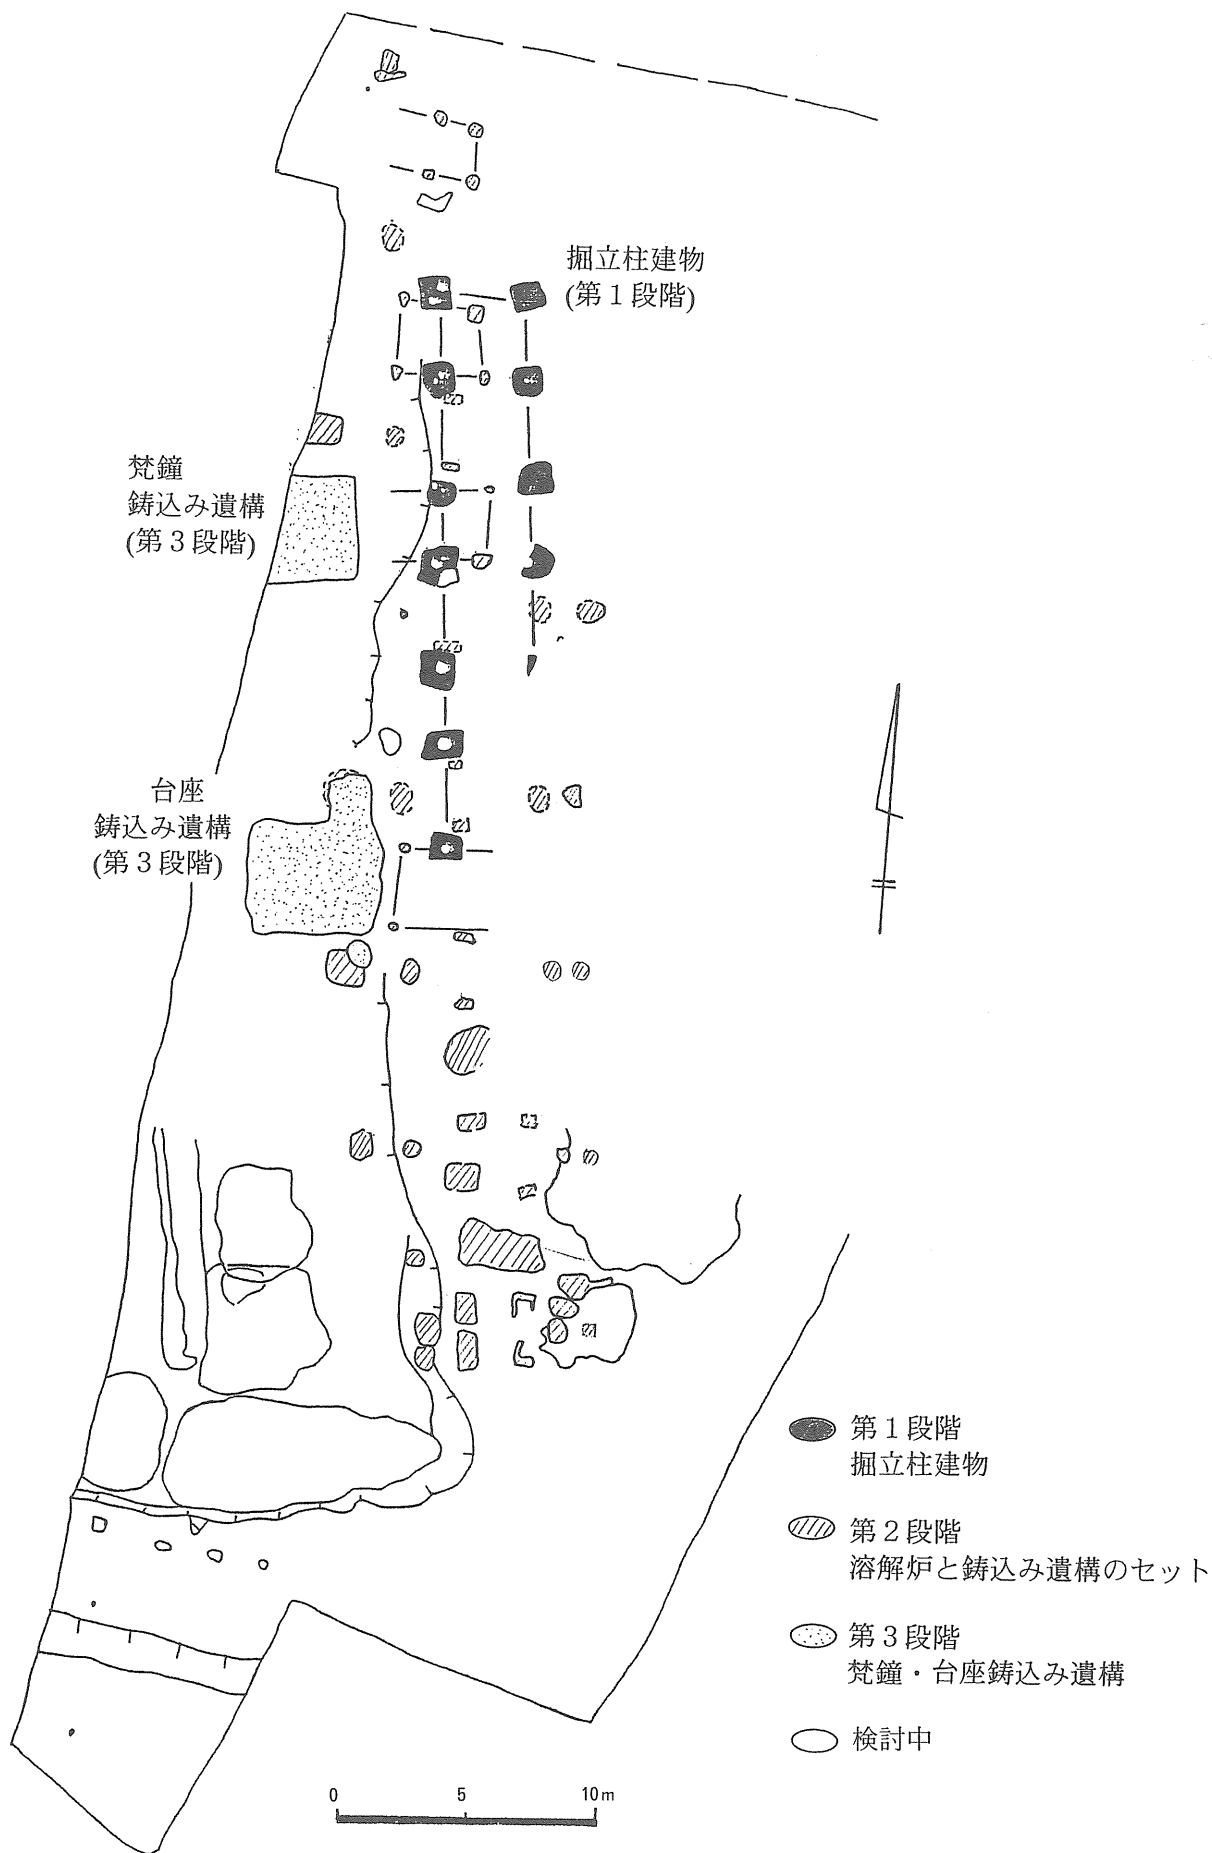 掘立柱建物
(第１段階)
梵鐘
鋳込み遺構
(第３段階)
台座
鋳込み遺構
(第３段階)
第１段階
掘立柱建物
第２段階
溶解炉と鋳込み遺構のセット
第３段階
梵鐘・台座鋳込み遺構
検討中
0 5 10m